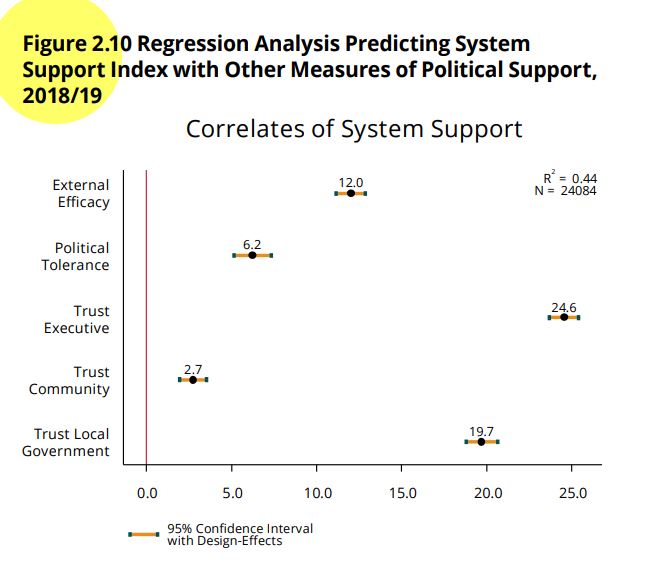 Figure 2.10 Regression Analysis Predicting System
Support Index with Other Measures of Political Support,
2018/19
Correlates of System Support
R² = 0.44
N = 24084
External
Efficacy
12.0
Political
Tolerance
6.2
Trust
Executive
24.6
Trust
Community
2.7
Trust Local
Government
19.7
0.0 5.0 10.0 15.0 20.0 25.0
95% Confidence Interval
with Design-Effects